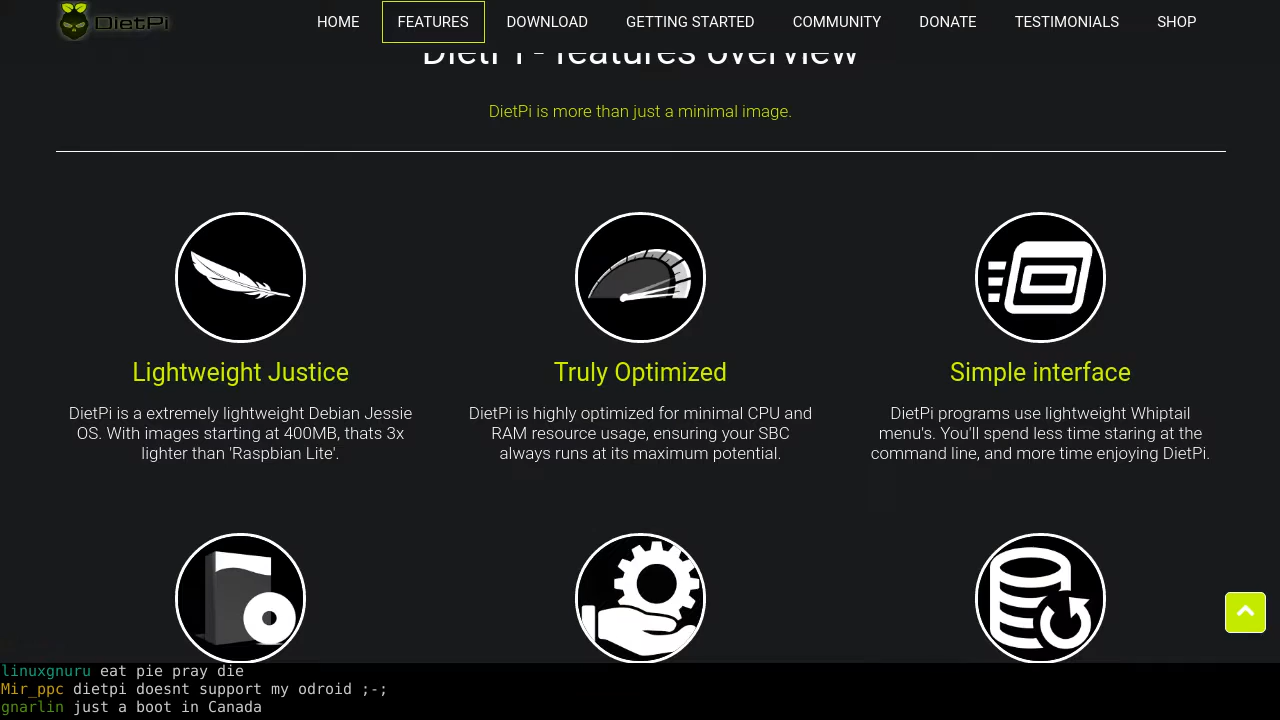 DietPi
HOME FEATURES DOWNLOAD GETTING STARTED COMMUNITY DONATE TESTIMONIALS SHOP
DietPi - features overview
DietPi is more than just a minimal image.
Lightweight Justice
DietPi is a extremely lightweight Debian Jessie
OS. With images starting at 400MB, thats 3x
lighter than 'Raspbian Lite'.
Truly Optimized
DietPi is highly optimized for minimal CPU and
RAM resource usage, ensuring your SBC
always runs at its maximum potential.
Simple interface
DietPi programs use lightweight Whiptail
menu's. You'll spend less time staring at the
command line, and more time enjoying DietPi.
linuxgnuru eat pie pray die
Mir_ppc dietpi doesnt support my odroid ;-;
gnarlin just a boot in Canada